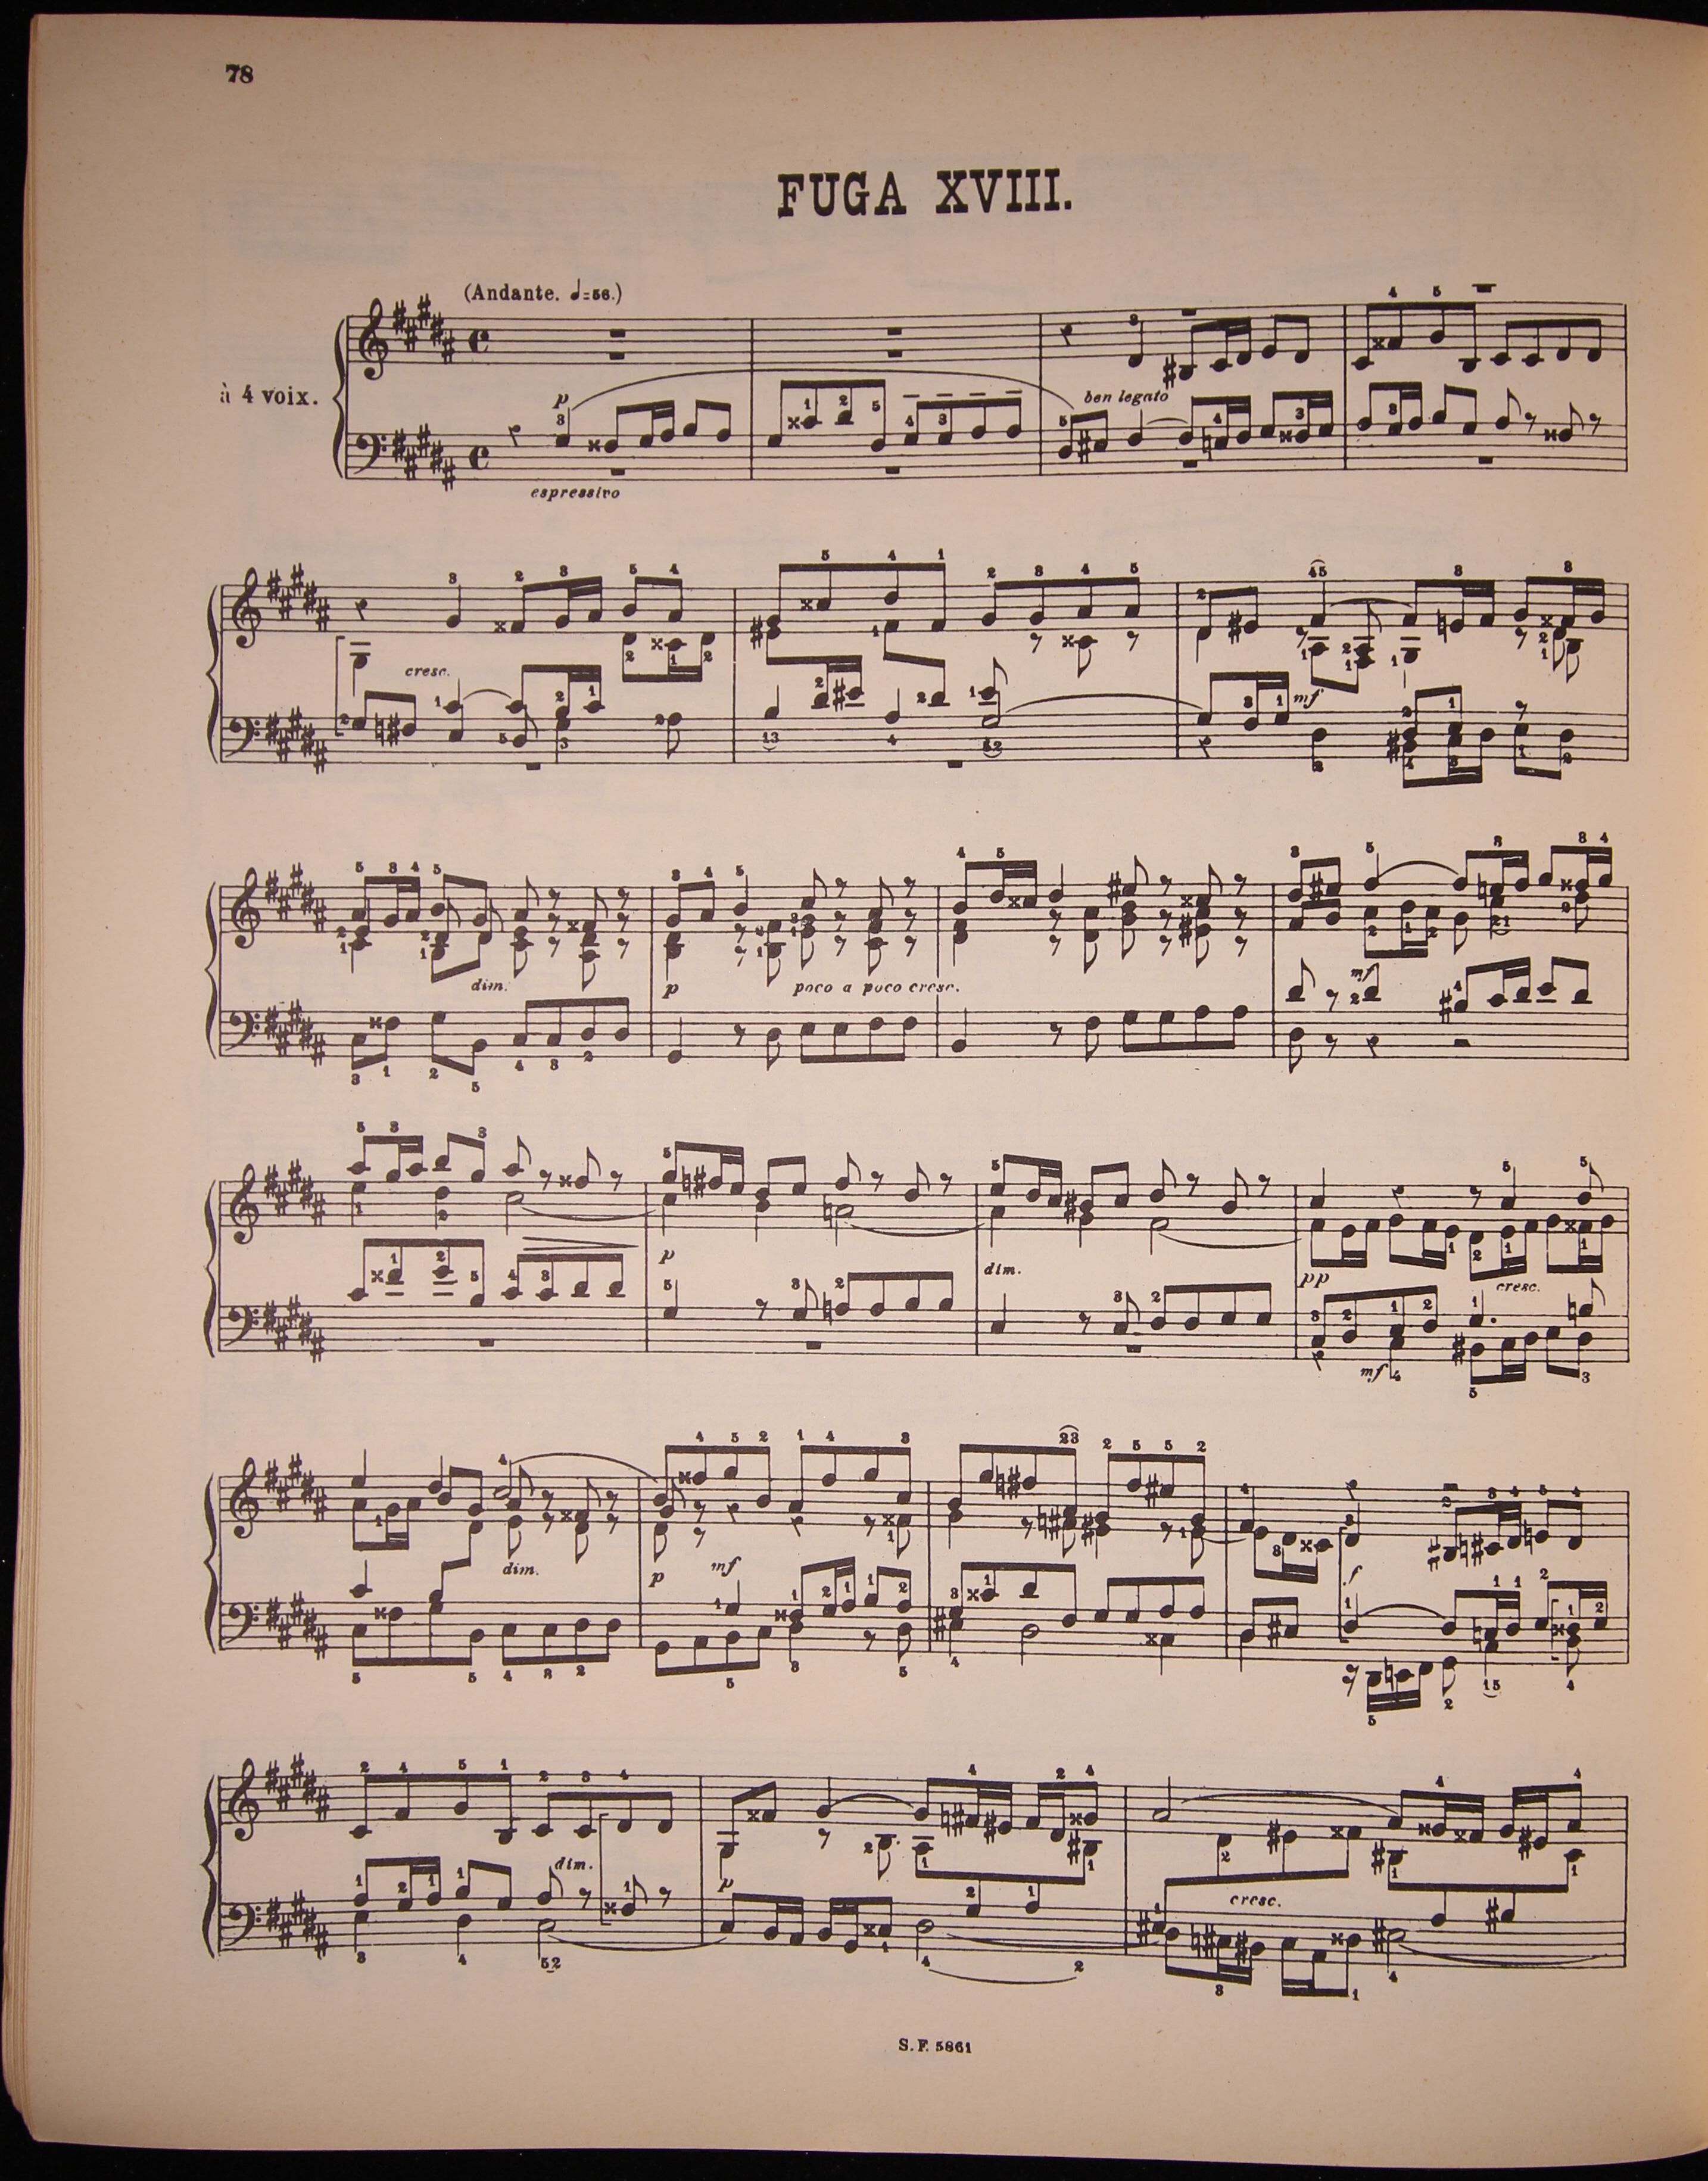 78
FUGA XVIII.
(Andante. 𝅗𝅥=56.)
à 4 voix.
p
ben legato
espressivo
cresc.
mf
dim.
p
poco a poco cresc.
mf
p
dim.
pp
cresc.
mf
dim.
p
mf
f
dim.
p
cresc.
S. F. 5861